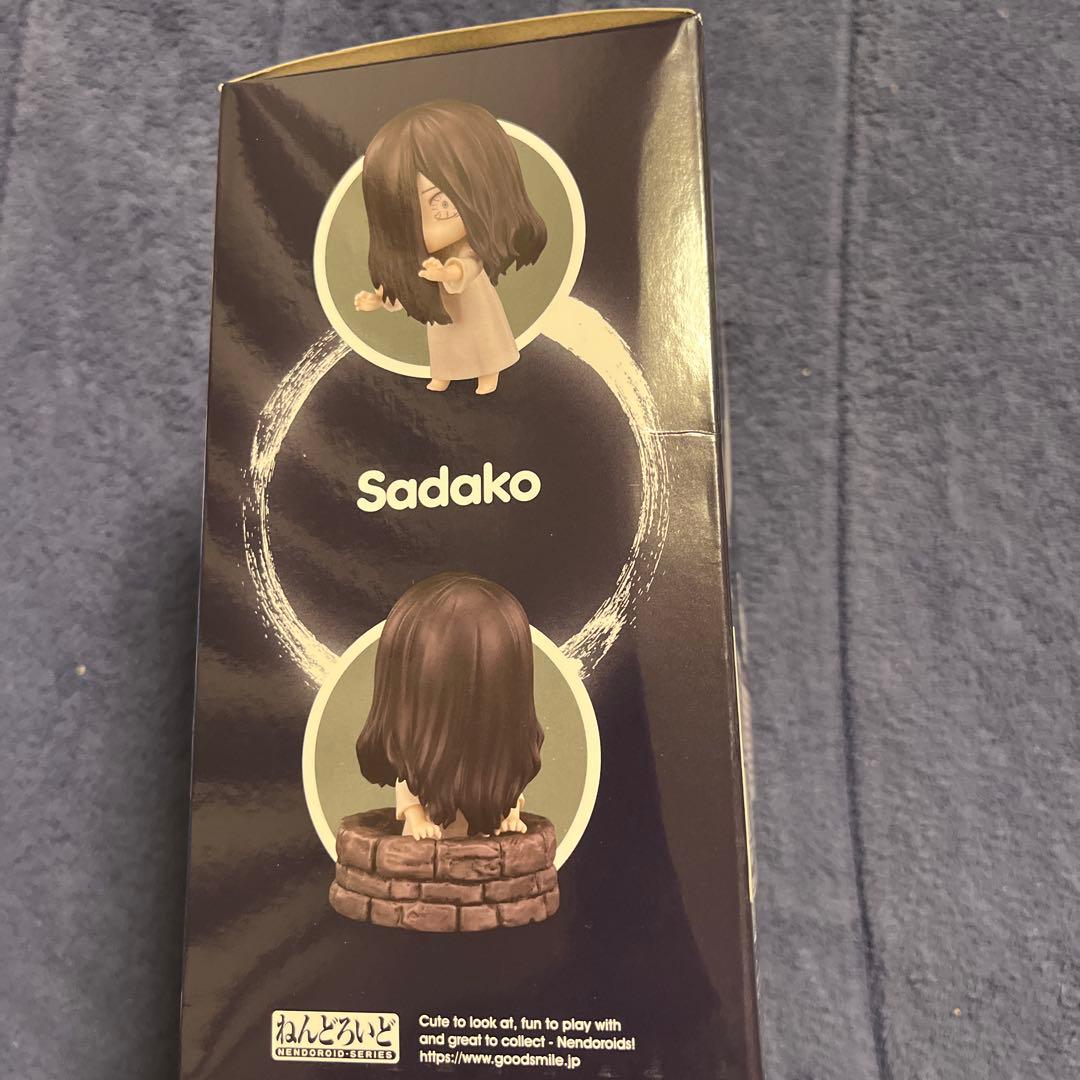 Sadako
ねんどろいど
NENDOROID·SERIES
Cute to look at, fun to play with
and great to collect - Nendoroids!
https://www.goodsmile.jp